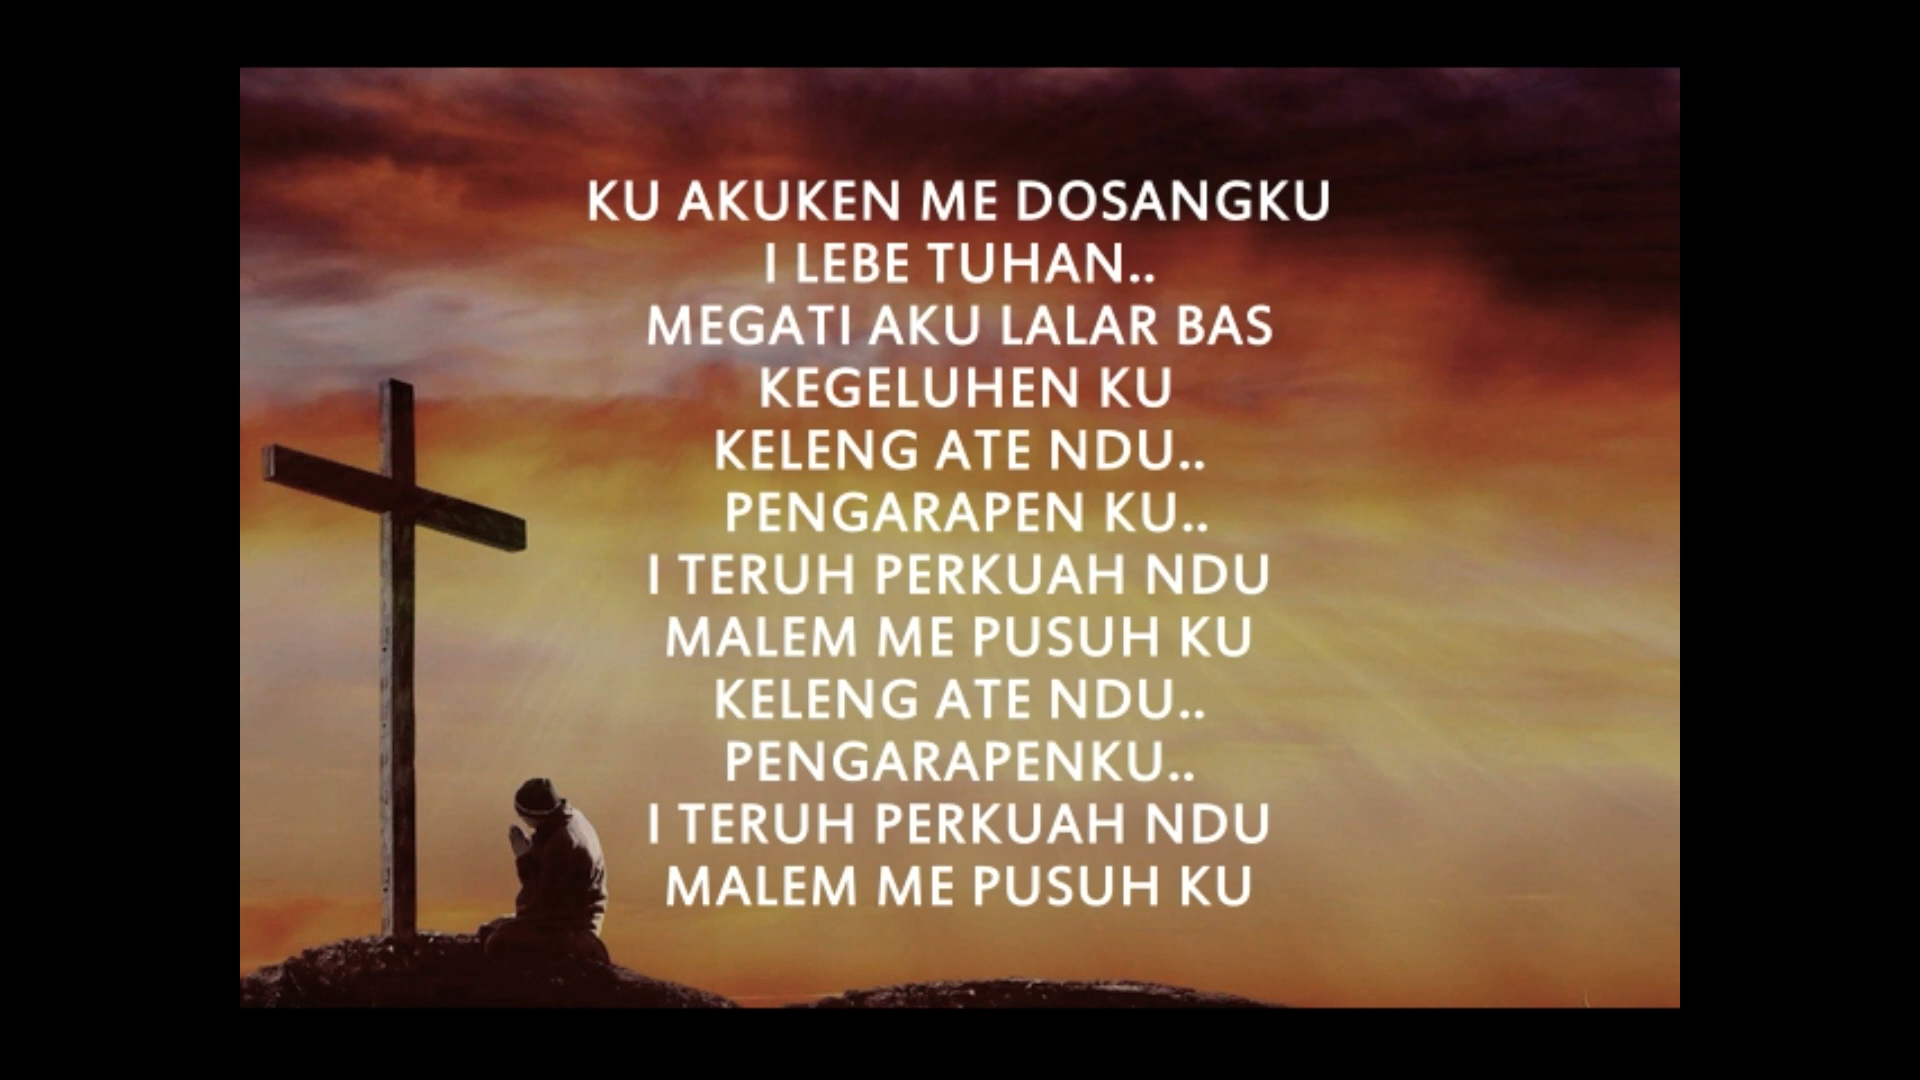 KU AKUKEN ME DOSANGKU
I LEBE TUHAN..
MEGATI AKU LALAR BAS
KEGELUHEN KU
KELENG ATE NDU..
PENGARAPEN KU..
I TERUH PERKUAH NDU
MALEM ME PUSUH KU
KELENG ATE NDU..
PENGARAPENKU..
I TERUH PERKUAH NDU
MALEM ME PUSUH KU